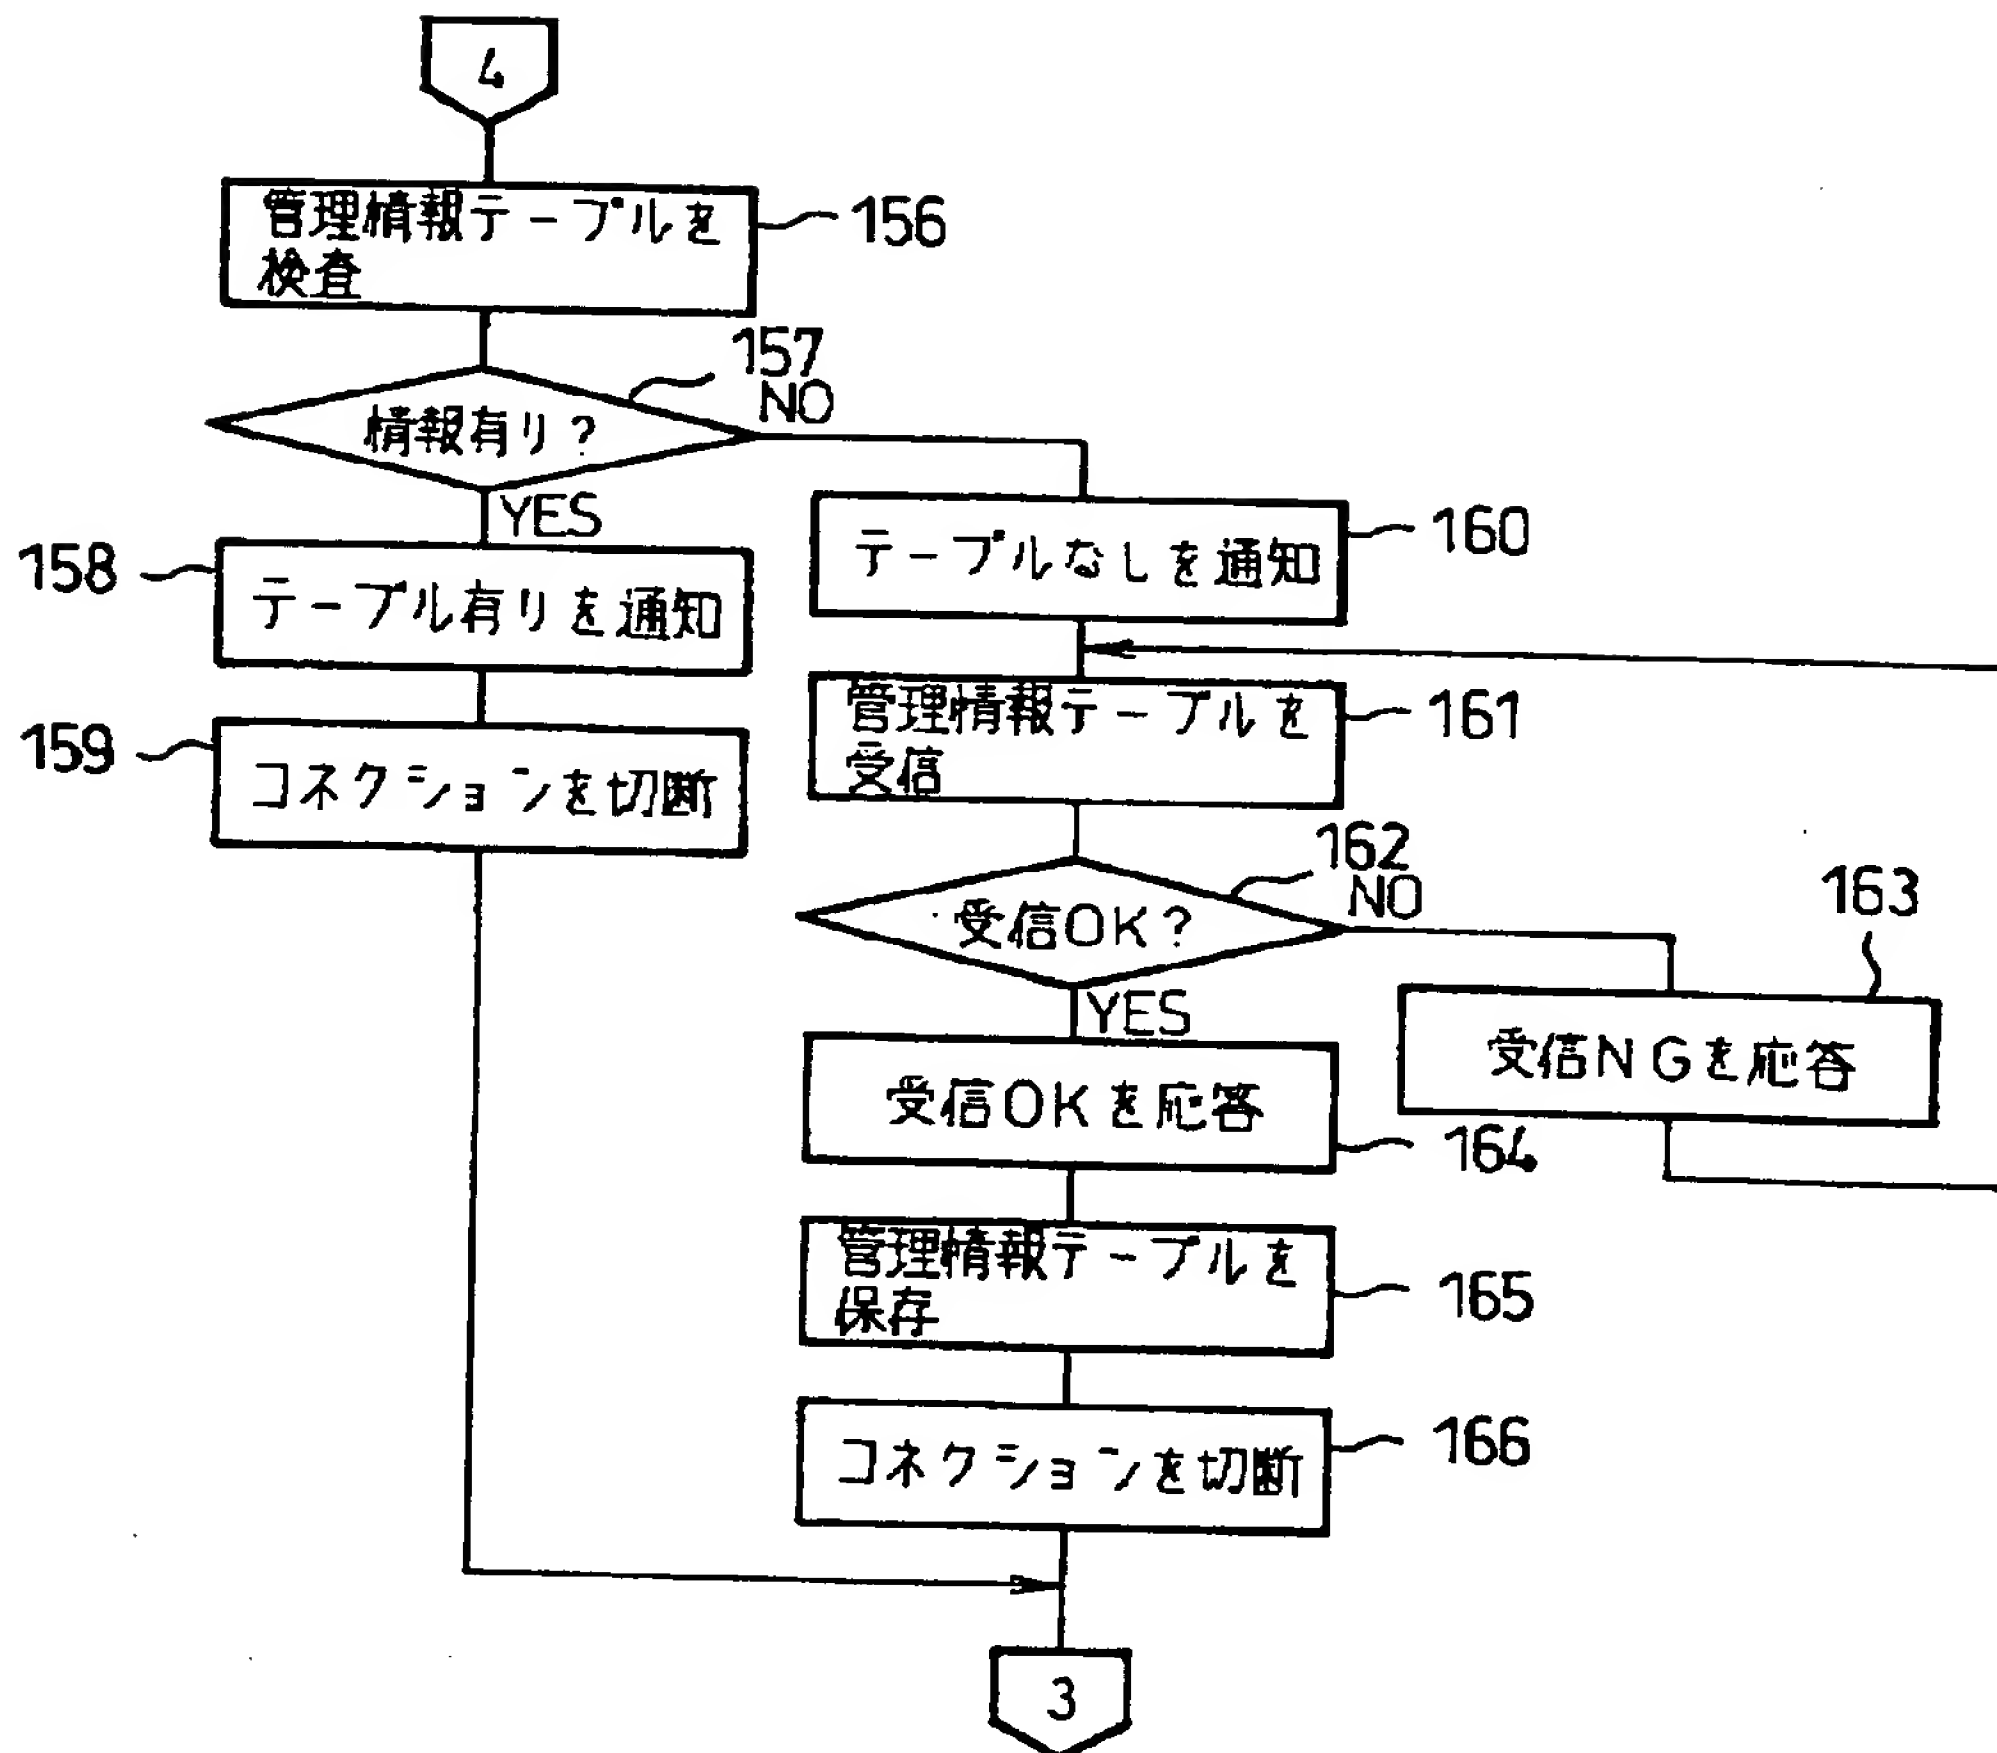 4
管理情報テーブルを
検査
156
157
NO
情報有り?
YES
158
テーブル有りを通知
160
テーブルなしを通知
159
コネクションを切断
161
管理情報テーブルを
受信
162
NO
受信OK?
YES
163
受信NGを応答
受信OKを応答
164
管理情報テーブルを
保存
165
コネクションを切断
166
3